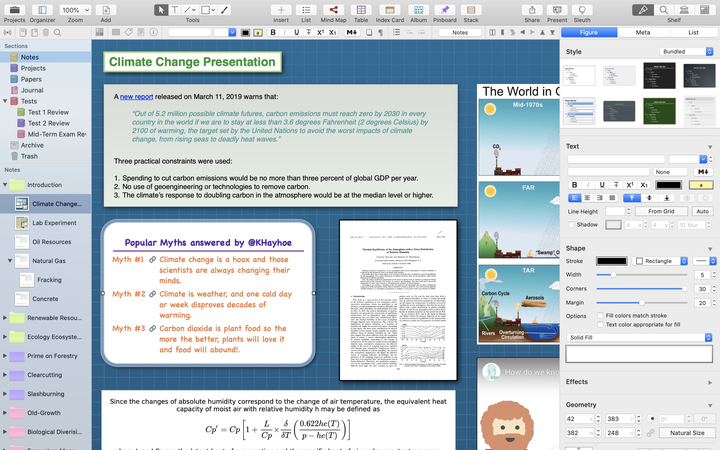 Projects
Organizer
100%
Zoom
Add
Tools
Insert
List
Mind Map
Table
Index Card
Album
Pinboard
Stack
Share
Present
Sleuth
Shelf
Notes
Figure
Meta
List
Sections
Notes
Projects
Papers
Journal
Tests
Test 1 Review
Test 2 Review
Mid-Term Exam Re
Archive
Trash
Notes
Introduction
Climate Change...
Lab Experiment
Oil Resources
Natural Gas
Fracking
Concrete
Renewable Resou
Ecology Ecosyste
Prime on Forestry
Clearcutting
Slashburning
Old-Growth
Biological Diversi
Climate Change Presentation
A new report released on March 11, 2019 warns that:
"Out of 5.2 million possible climate futures, carbon emissions must reach zero by 2030 in every
country in the world if we are to stay at less than 3.6 degrees Fahrenheit (2 degrees Celsius) by
2100 of warming, the target set by the United Nations to avoid the worst impacts of climate
change, from rising seas to deadly heat waves."
Three practical constraints were used:
1. Spending to cut carbon emissions would be no more than three percent of global GDP per year.
2. No use of geoengineering or technologies to remove carbon.
3. The climate's response to doubling carbon in the atmosphere would be at the median level or higher.
Popular Myths answered by @KHayhoe
Myth #1 Climate change is a hoax and those
scientists are always changing their
minds.
Myth #2 Climate is weather, and one cold day
or week disproves decades of
warming.
Myth #3 Carbon dioxide is plant food so the
more the better, plants will love it
and food will abound!.
Since the changes of absolute humidity correspond to the change of air temperature, the equivalent heat
capacity of moist air with relative humidity h may be defined as
Cp' = Cp [1 + L/Cp × δ/δT (0.622he(T)/p − he(T))]
The World in G
Mid-1970s
CO₂
FAR
"Swamp" O
TAR
Carbon Cycle
Aerosols
Rivers
Overturning
Circulation
How do we know
Style
Bundled
Text
None
M↓
Line Height
From Grid
Auto
Shadow
Shape
Stroke
Rectangle
Width
5
Corners
30
Margin
20
Options
Fill colors match stroke
Text color appropriate for fill
Solid Fill
Effects
Geometry
42
383
382
248
Natural Size